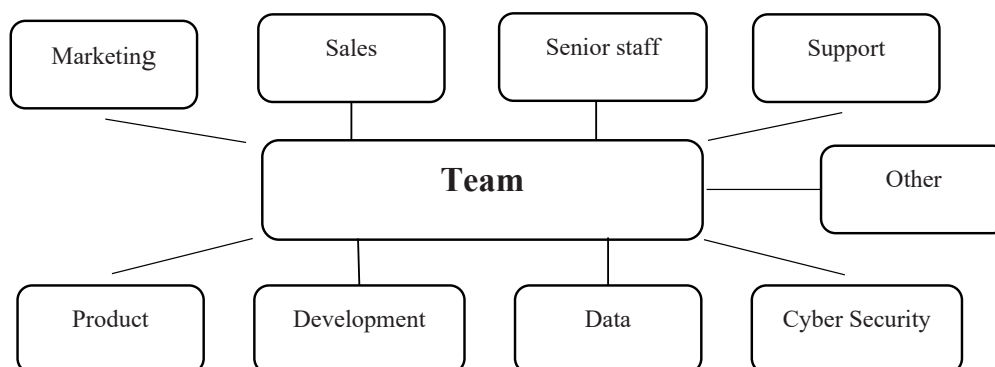 Marketing
Sales
Senior staff
Support
Team
Other
Product
Development
Data
Cyber Security